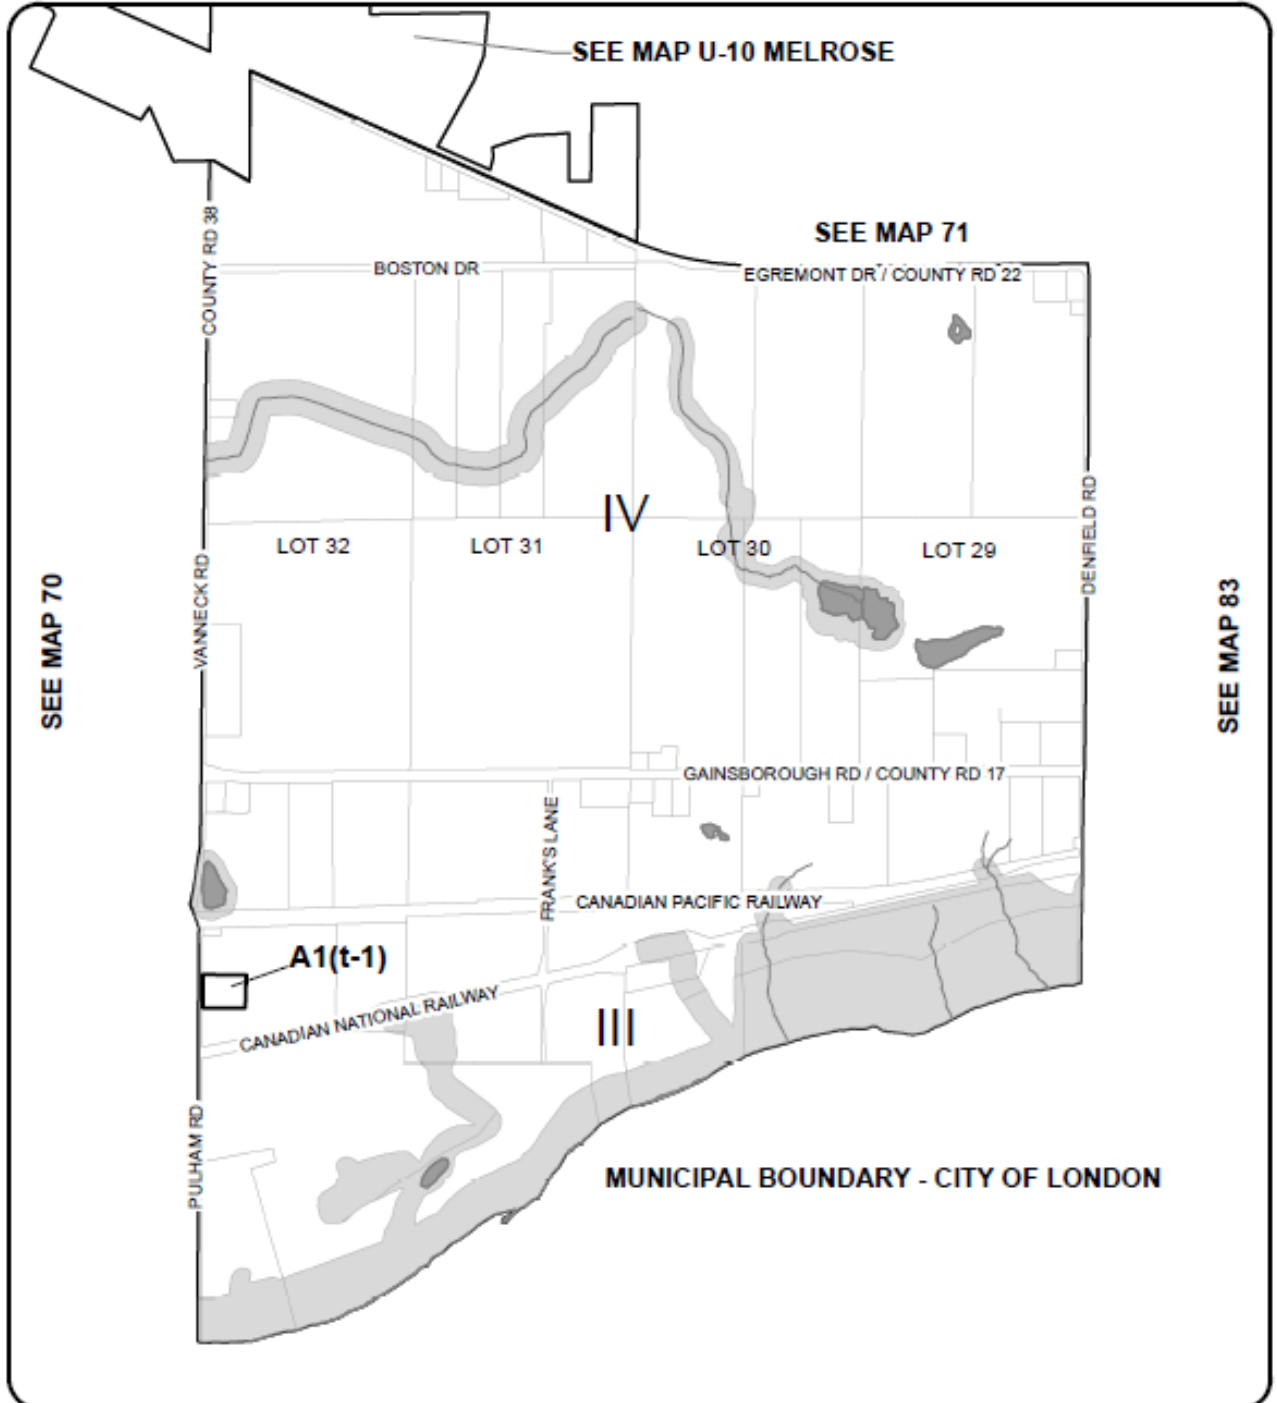 SEE MAP U-10 MELROSE
SEE MAP 71
COUNTY RD 38
BOSTON DR
EGREMONT DR / COUNTY RD 22
IV
LOT 32
LOT 31
LOT 30
LOT 29
DENFIELD RD
VANNECK RD
SEE MAP 70
SEE MAP 83
GAINSBOROUGH RD / COUNTY RD 17
FRANK'S LANE
CANADIAN PACIFIC RAILWAY
A1(t-1)
CANADIAN NATIONAL RAILWAY
III
PULHAM RD
MUNICIPAL BOUNDARY - CITY OF LONDON